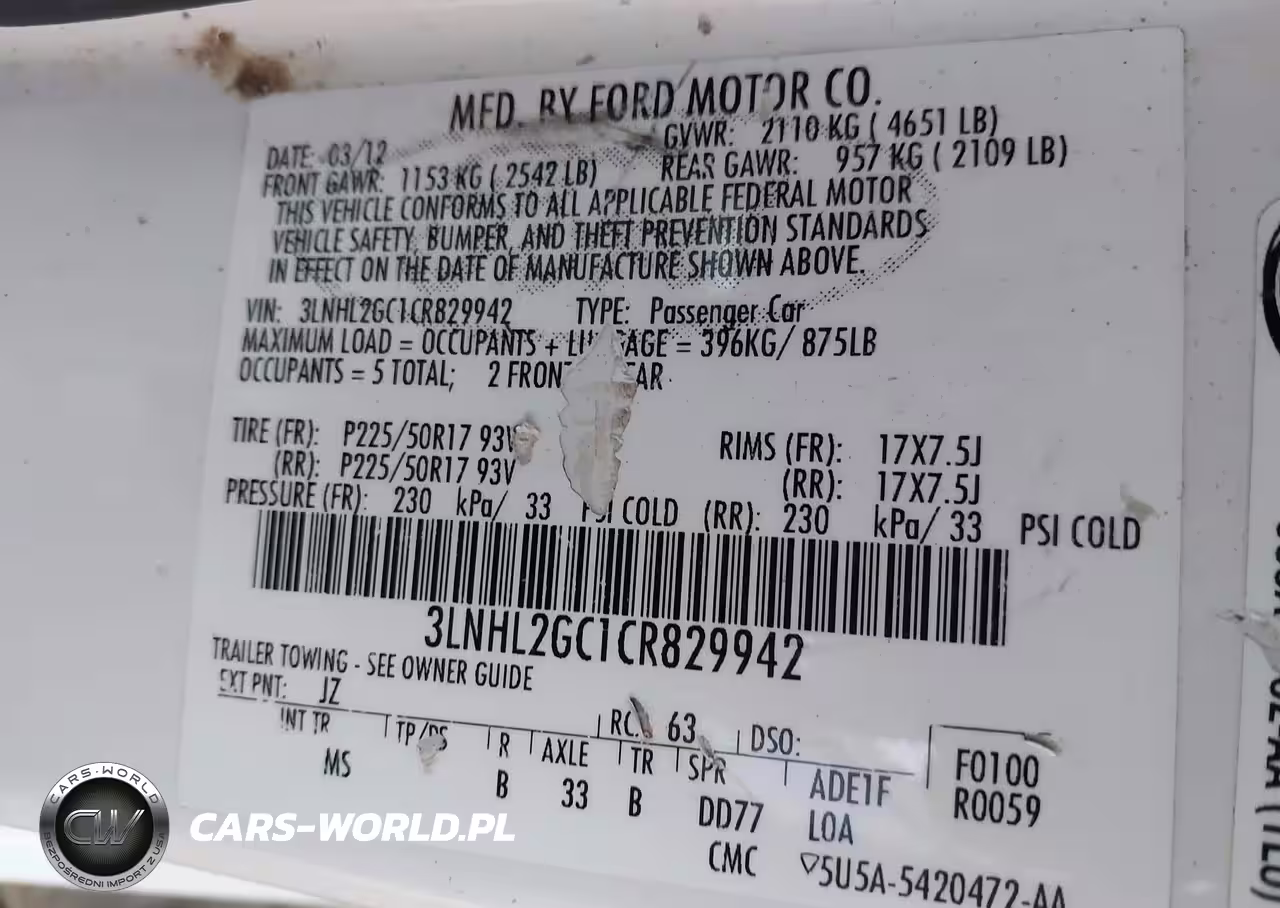 MFD. BY FORD MOTOR CO.
DATE: 03/12 GVWR: 2110 KG ( 4651 LB)
FRONT GAWR: 1153 KG ( 2542 LB) REAR GAWR: 957 KG ( 2109 LB)
THIS VEHICLE CONFORMS TO ALL APPLICABLE FEDERAL MOTOR
VEHICLE SAFETY, BUMPER, AND THEFT PREVENTION STANDARDS
IN EFFECT ON THE DATE OF MANUFACTURE SHOWN ABOVE.
VIN: 3LNHL2GC1CR829942 TYPE: Passenger Car
MAXIMUM LOAD = OCCUPANTS + = 396KG/ 875LB
OCCUPANTS = 5 TOTAL; 2
TIRE (FR): P225/50R17 93V RIMS (FR): 17X7.5J
(RR): P225/50R17 93V (RR): 17X7.5J
PRESSURE (FR): 230 kPa/ 33 PSI COLD (RR): 230 kPa/ 33 PSI COLD
3LNHL2GC1CR829942
TRAILER TOWING - SEE OWNER GUIDE
EXT PNT: JZ RC: 63 DSO:
INT TR TP/PS R AXLE TR SPR F0100
MS B 33 B DD77 ADE1F R0059
CMC LOA
5U5A-5420472-AA
CARS-WORLD
CW
BEZPOŚREDNI IMPORT Z USA
CARS-WORLD.PL